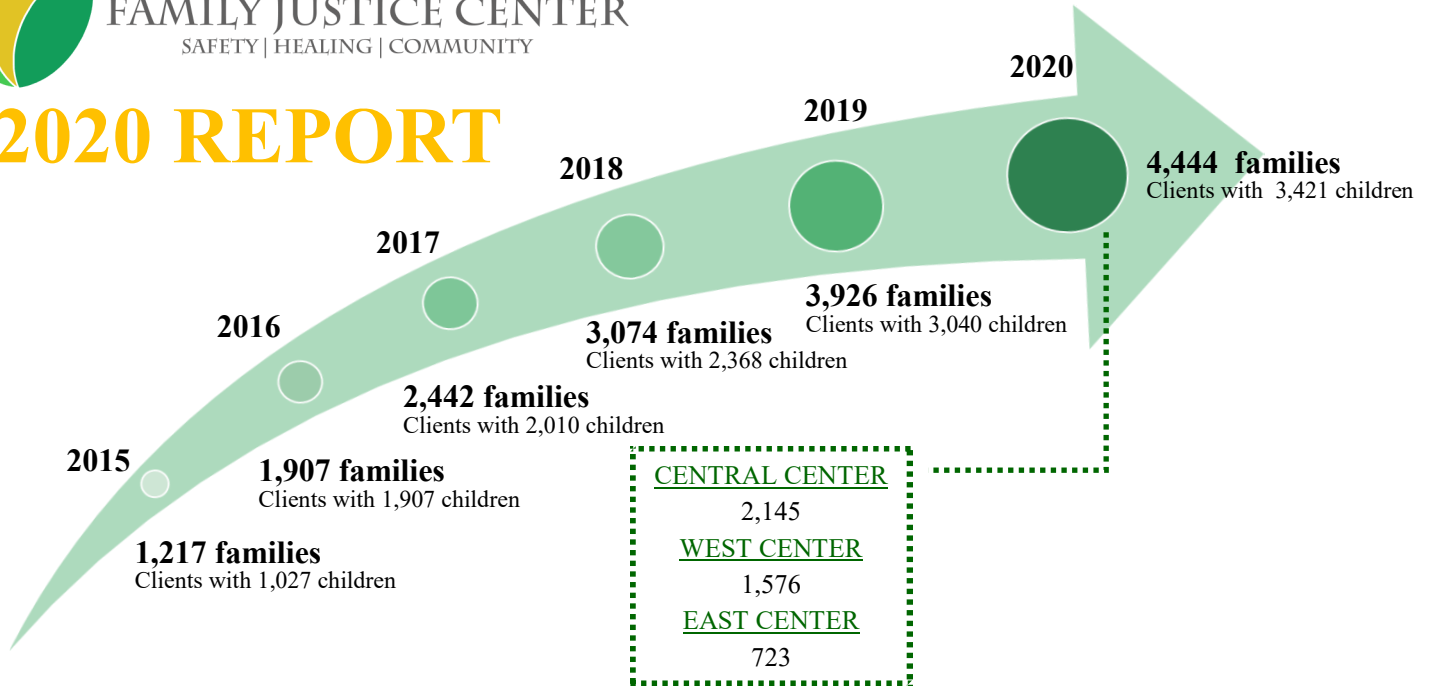 FAMILY JUSTICE CENTER
SAFETY | HEALING | COMMUNITY
2020 REPORT
2015
1,217 families
Clients with 1,027 children
2016
1,907 families
Clients with 1,907 children
2017
2,442 families
Clients with 2,010 children
2018
3,074 families
Clients with 2,368 children
2019
3,926 families
Clients with 3,040 children
2020
4,444 families
Clients with 3,421 children
CENTRAL CENTER
2,145
WEST CENTER
1,576
EAST CENTER
723